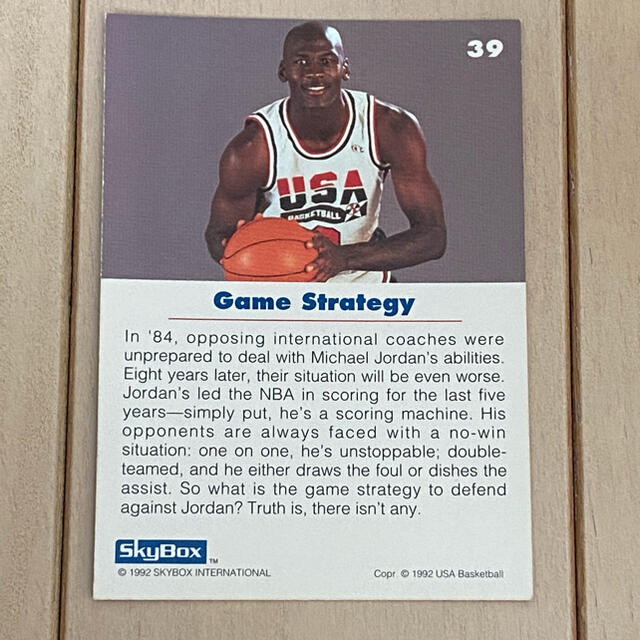 39
USA
BASKETBALL
Game Strategy
In '84, opposing international coaches were
unprepared to deal with Michael Jordan's abilities.
Eight years later, their situation will be even worse.
Jordan's led the NBA in scoring for the last five
years—simply put, he's a scoring machine. His
opponents are always faced with a no-win
situation: one on one, he's unstoppable; double-
teamed, and he either draws the foul or dishes the
assist. So what is the game strategy to defend
against Jordan? Truth is, there isn't any.
SkyBox™
© 1992 SKYBOX INTERNATIONAL Copr. © 1992 USA Basketball